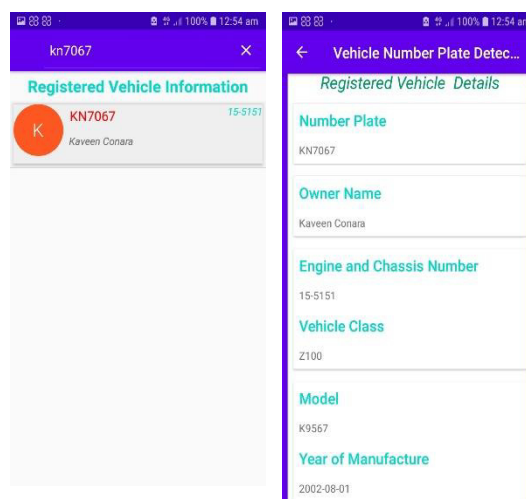 100% 12:54 am
kn7067
Registered Vehicle Information
K
KN7067
15-5151
Kaveen Conara
100% 12:54 am
Vehicle Number Plate Detec...
Registered Vehicle Details
Number Plate
KN7067
Owner Name
Kaveen Conara
Engine and Chassis Number
15-5151
Vehicle Class
Z100
Model
K9567
Year of Manufacture
2002-08-01